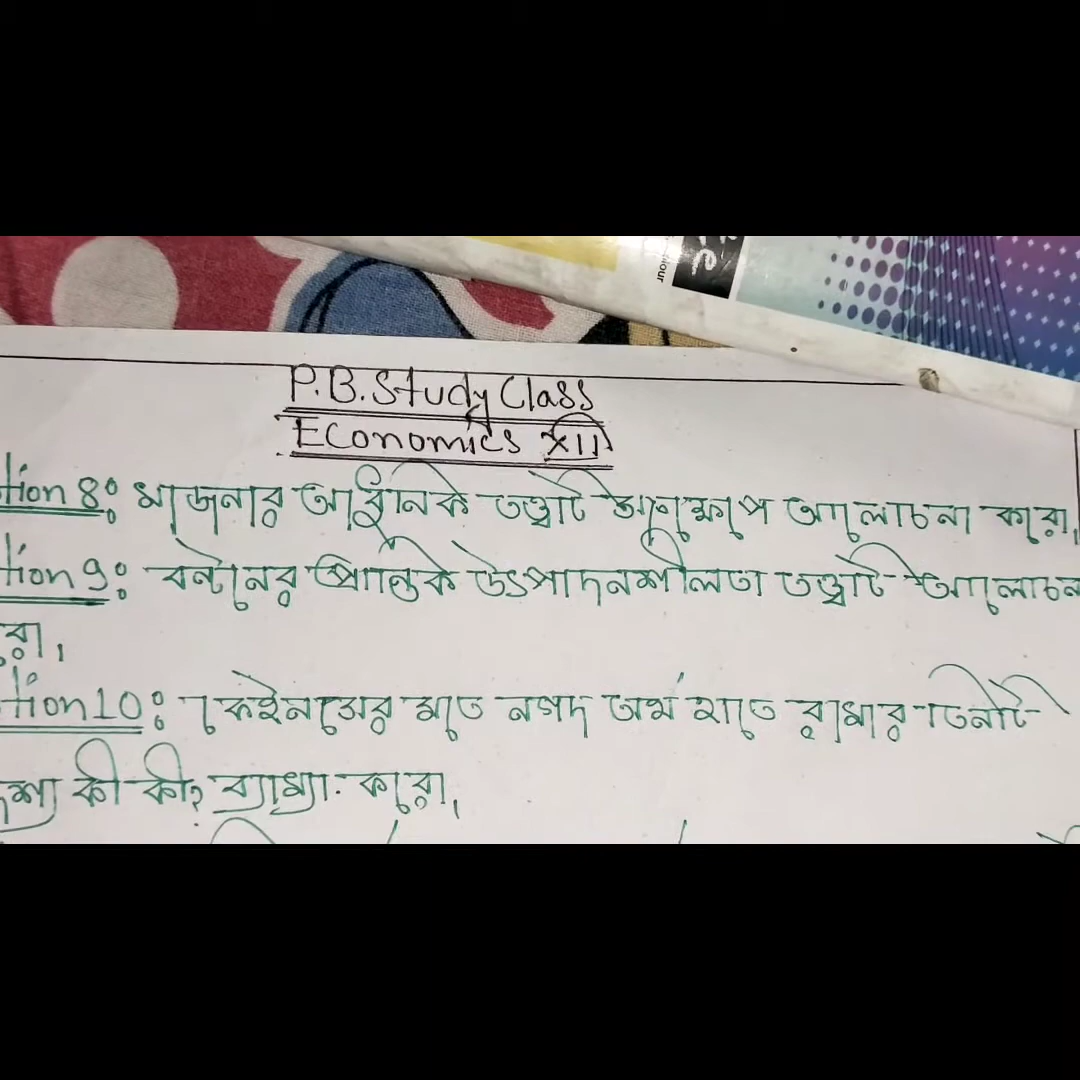 P.B. Study Class
Economics XII
tion 8: খাজনার আধুনিক তত্ত্বটি সংক্ষেপে আলোচনা করো।
tion 9: বন্টনের প্রান্তিক উৎপাদনশীলতা তত্ত্বটি আলোচন
রো।
tion 10: কেইনসের মতে নগদ অর্থ হাতে রাখার তিনটি
শ্য কী কী? ব্যাখ্যা করো।